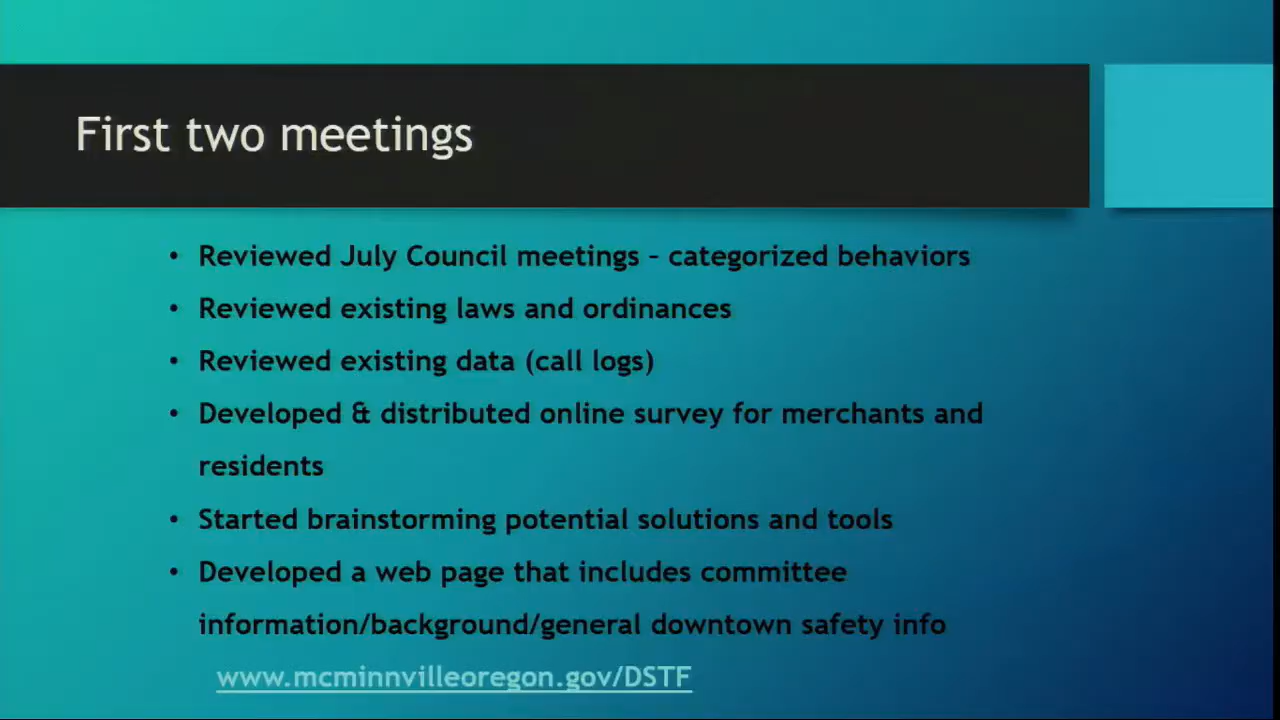 First two meetings
• Reviewed July Council meetings – categorized behaviors
• Reviewed existing laws and ordinances
• Reviewed existing data (call logs)
• Developed & distributed online survey for merchants and
residents
• Started brainstorming potential solutions and tools
• Developed a web page that includes committee
information/background/general downtown safety info
www.mcminnvilleoregon.gov/DSTF